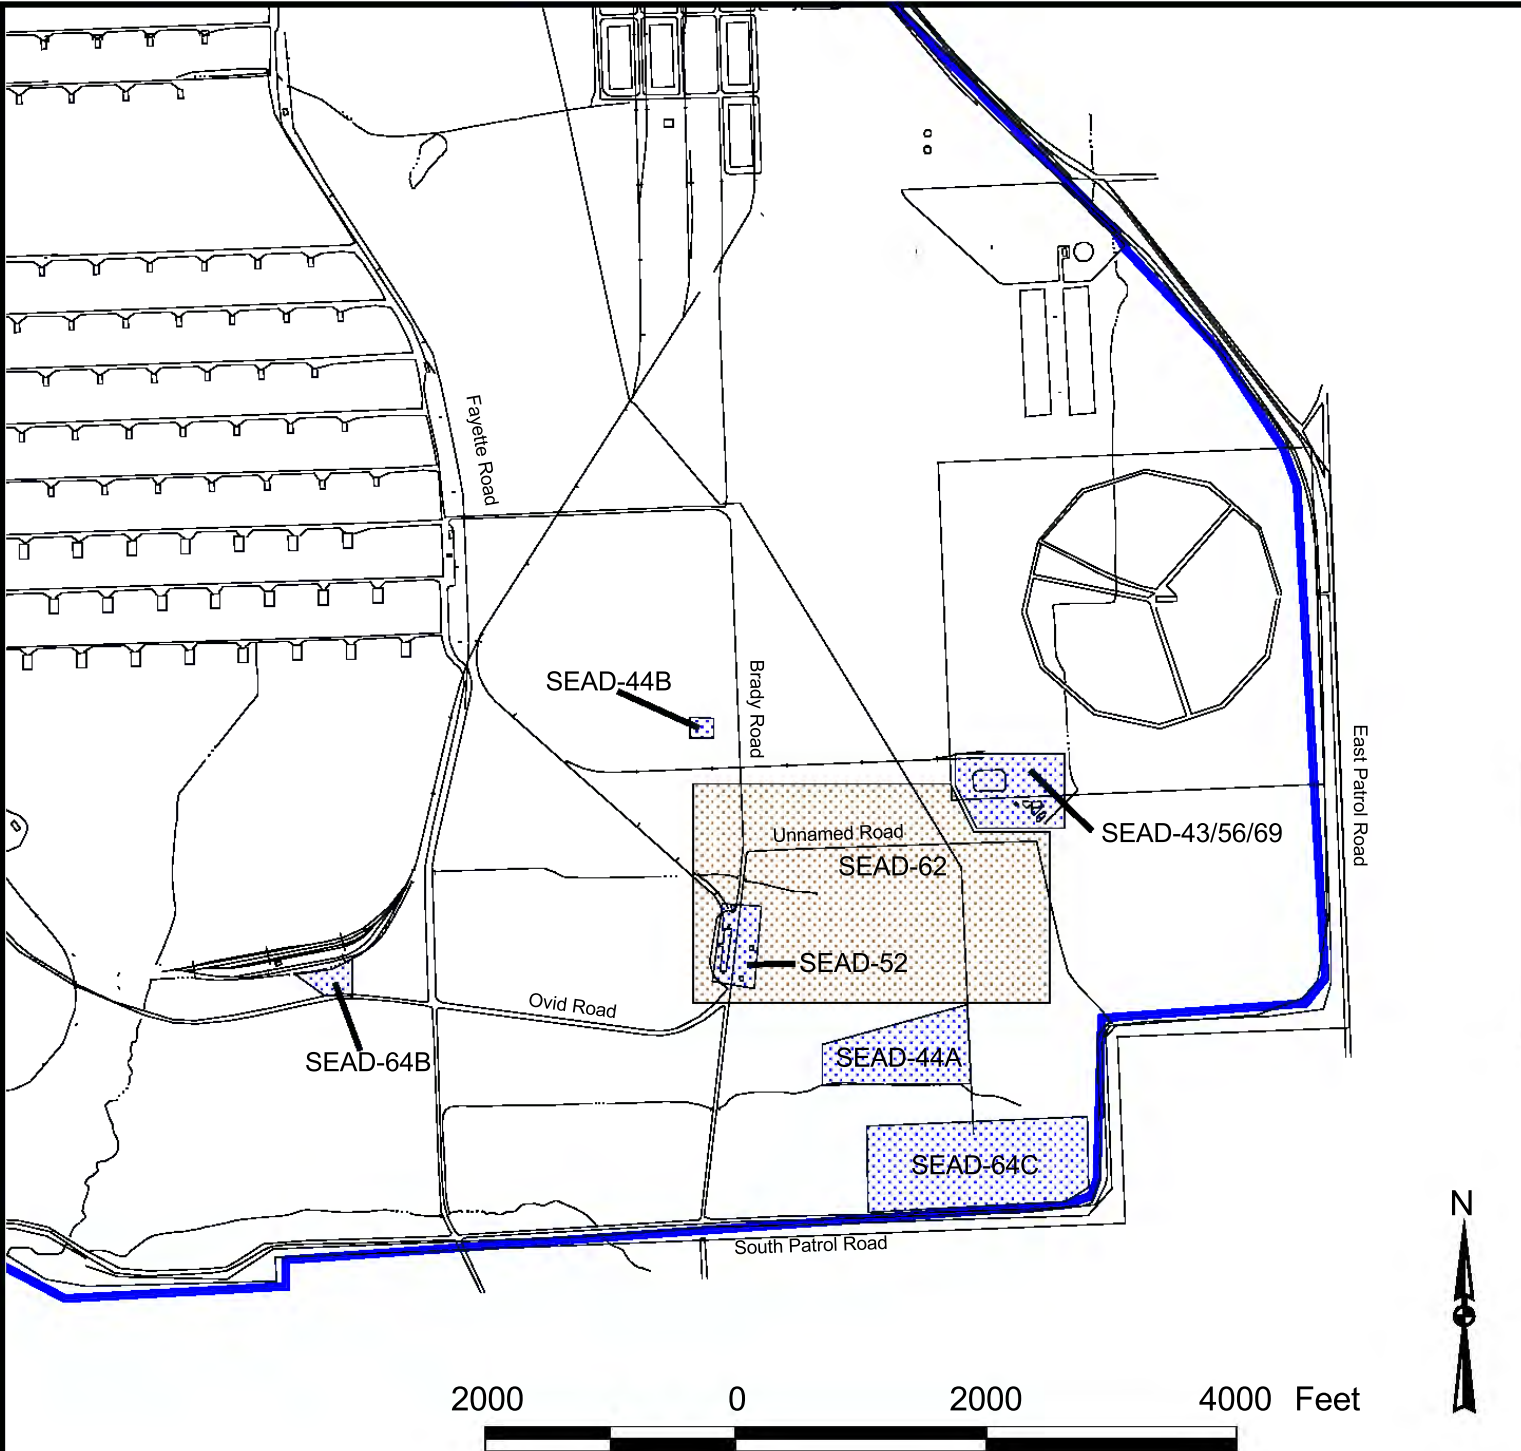 Fayette Road
SEAD-44B
Brady Road
East Patrol Road
Unnamed Road
SEAD-43/56/69
SEAD-62
SEAD-52
Ovid Road
SEAD-64B
SEAD-44A
SEAD-64C
South Patrol Road
N
2000 0 2000 4000 Feet